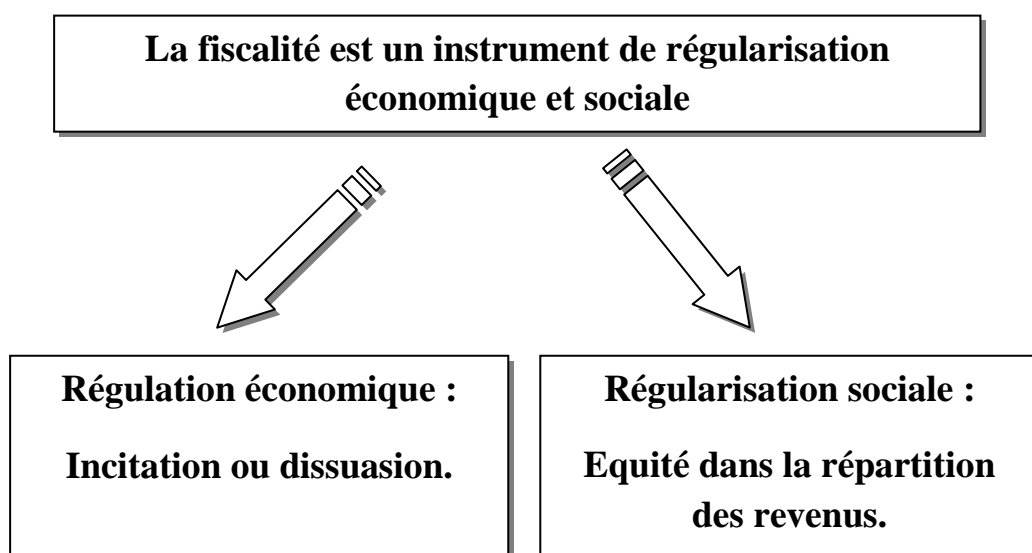 La fiscalité est un instrument de régularisation
économique et sociale
Régulation économique :
Incitation ou dissuasion.
Régularisation sociale :
Equité dans la répartition
des revenus.